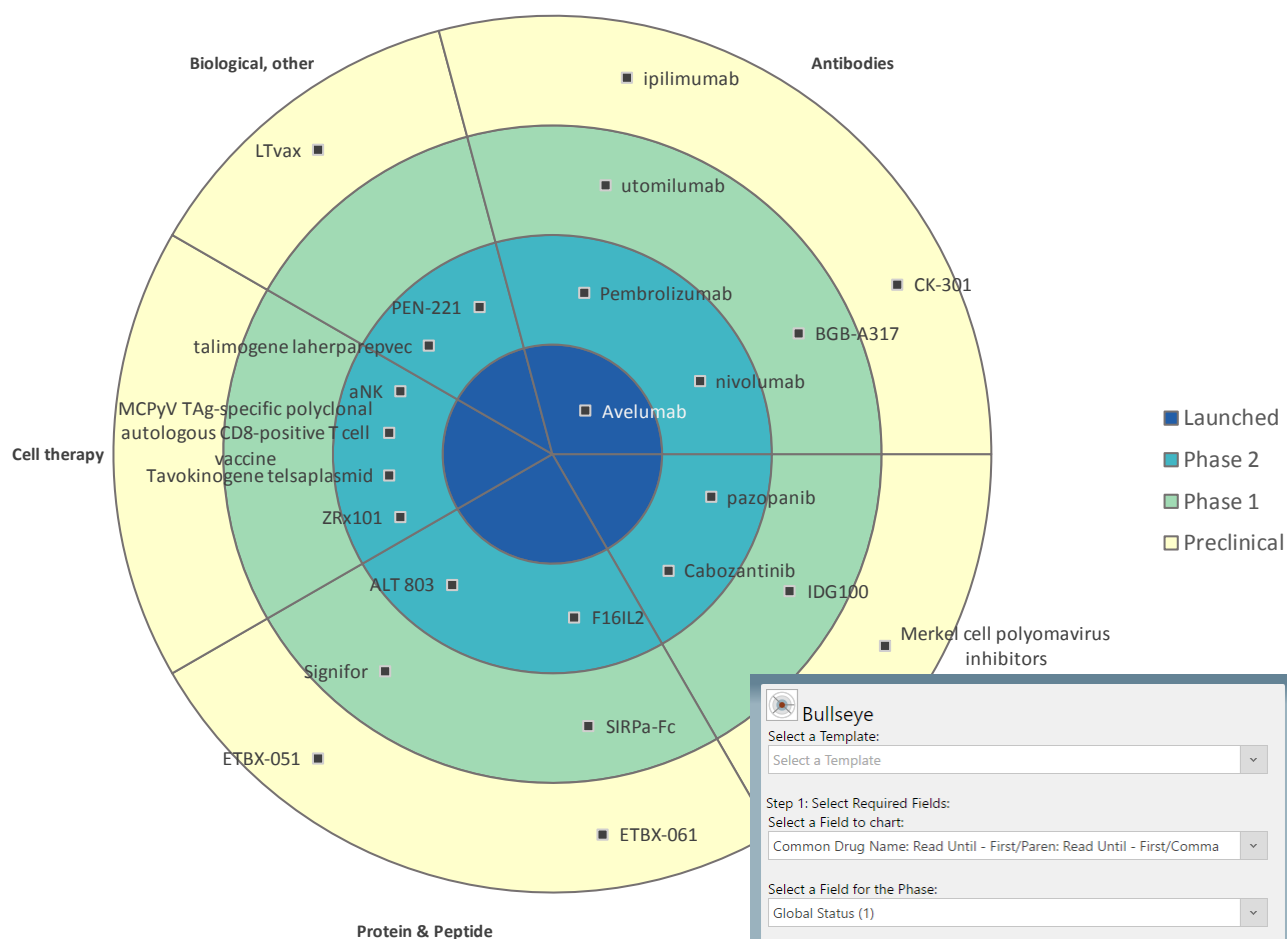 Biological, other
Antibodies
ipilimumab
LTvax
utomilumab
CK-301
PEN-221
Pembrolizumab
BGB-A317
talimogene laherparepvec
nivolumab
aNK
MCPyV TAg-specific polyclonal
autologous CD8-positive T cell
vaccine
Avelumab
Launched
Cell therapy
Phase 2
Tavokinogene telsaplasmid
pazopanib
Phase 1
ZRx101
Preclinical
Cabozantinib
ALT 803
IDG100
F16IL2
Merkel cell polyomavirus
inhibitors
Signifor
SIRPa-Fc
ETBX-051
ETBX-061
Protein & Peptide
Bullseye
Select a Template:
Select a Template
Step 1: Select Required Fields:
Select a Field to chart:
Common Drug Name: Read Until - First/Paren: Read Until - First/Comma
Select a Field for the Phase:
Global Status (1)